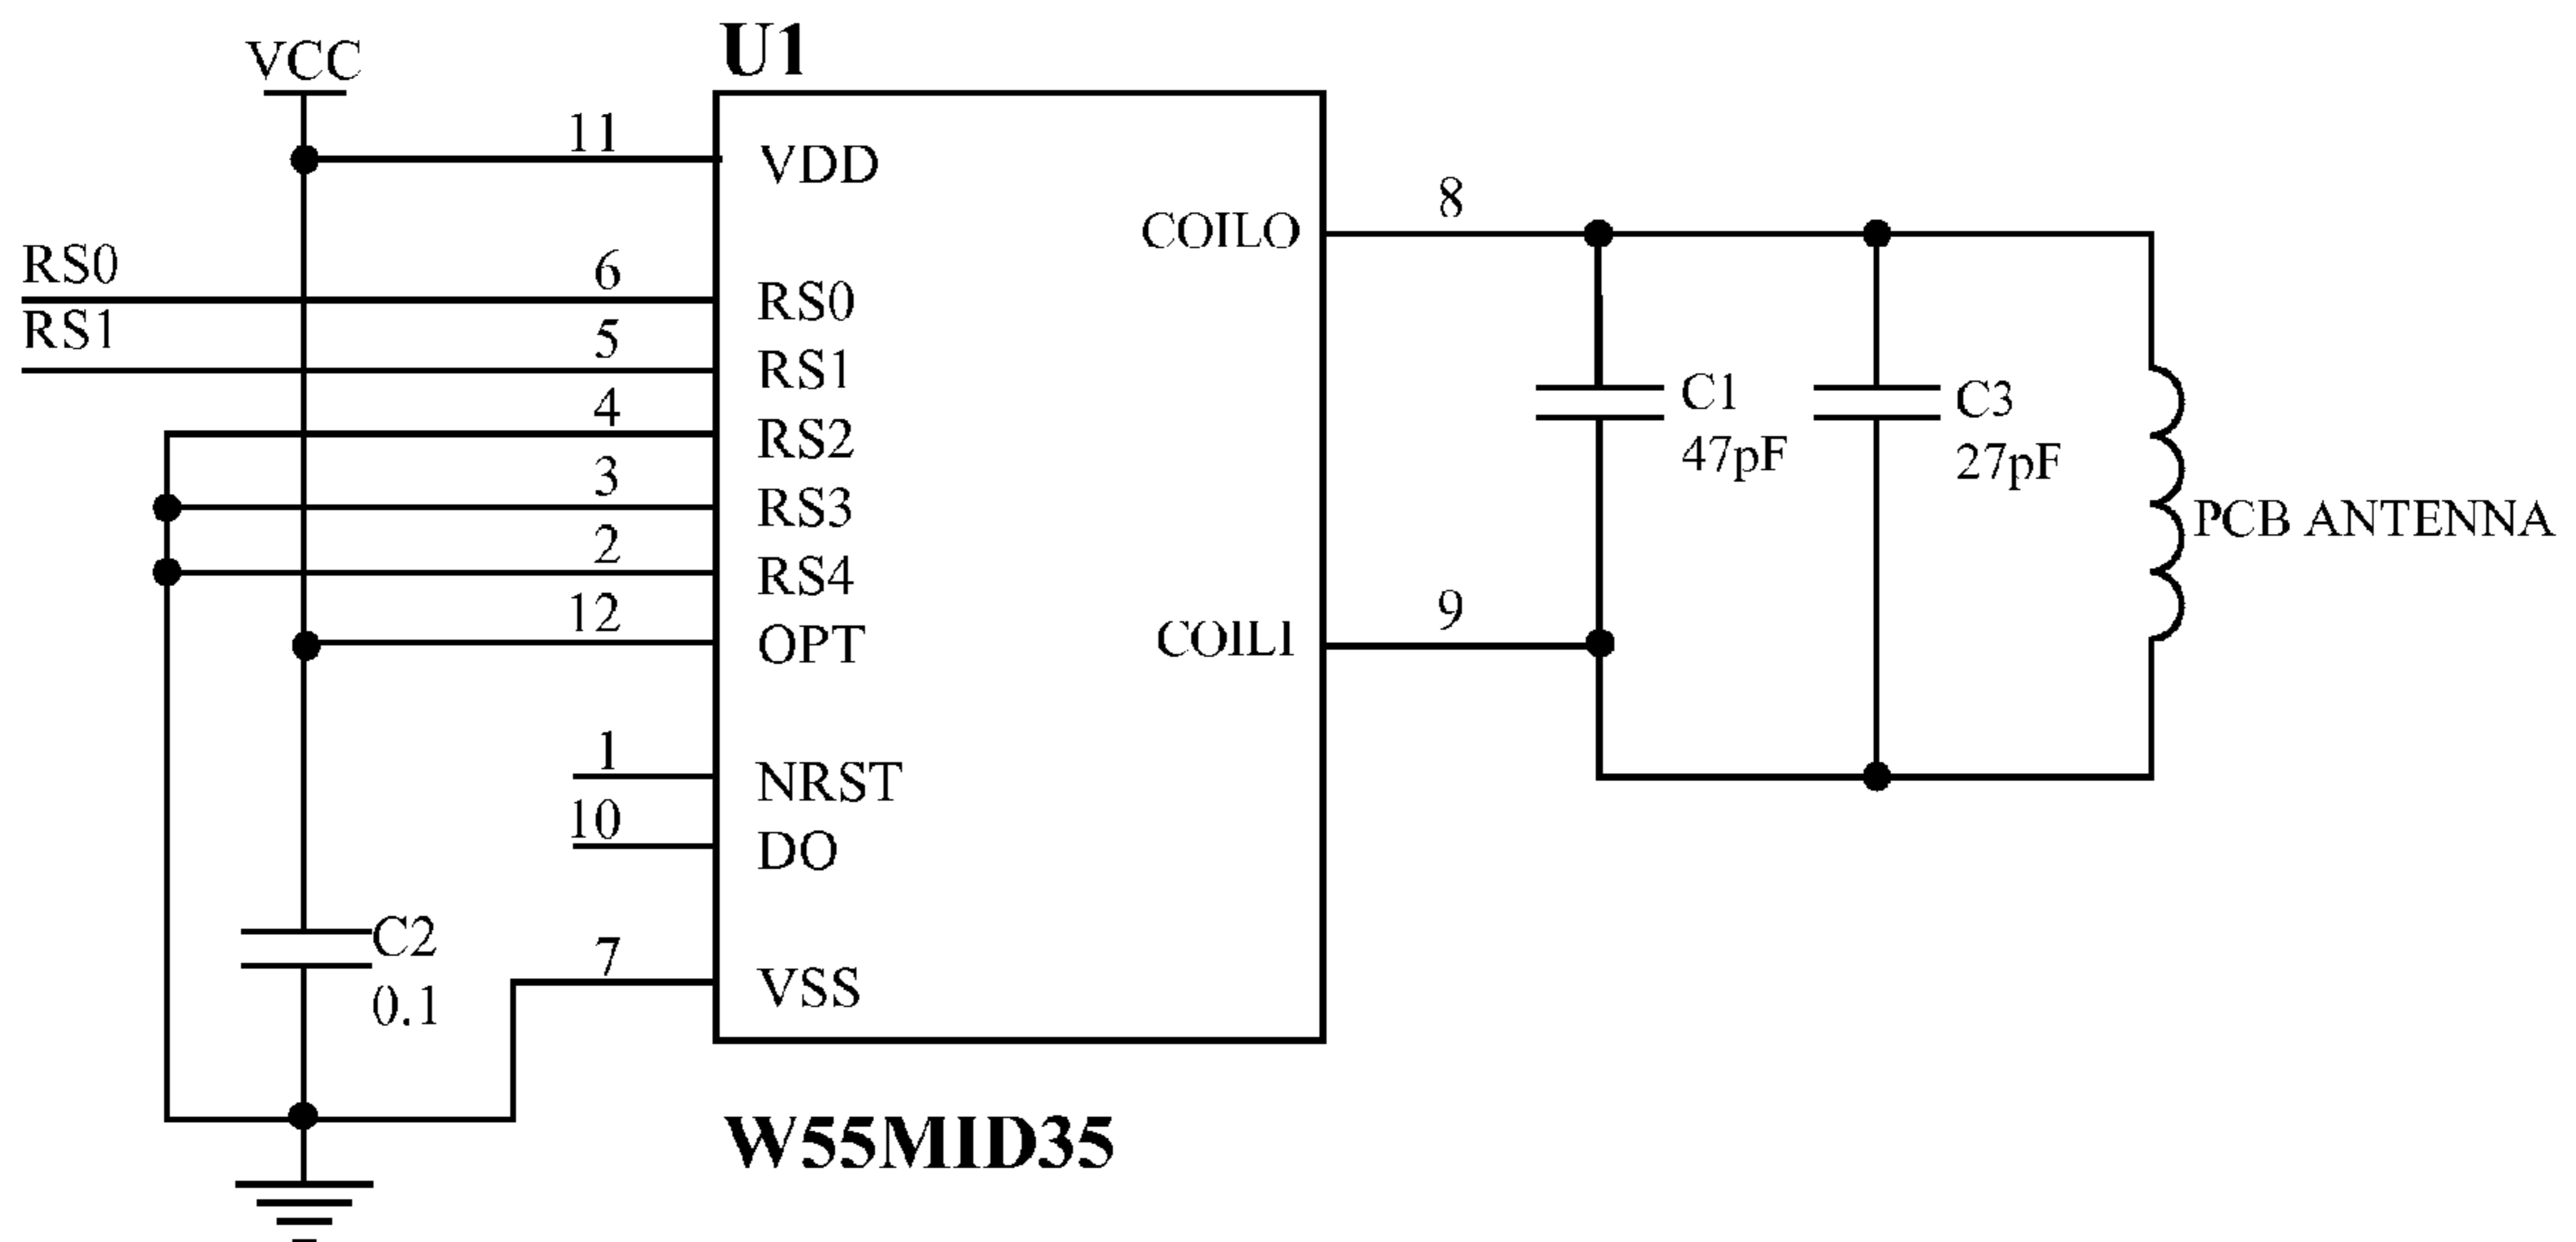 U1
VCC
11
VDD
8
COILO
RS0
6
RS0
RS1
5
RS1
4
RS2
3
RS3
2
RS4
12
OPT
C1
47pF
C3
27pF
PCB ANTENNA
9
COILI
1
NRST
10
DO
C2
0.1
7
VSS
W55MID35